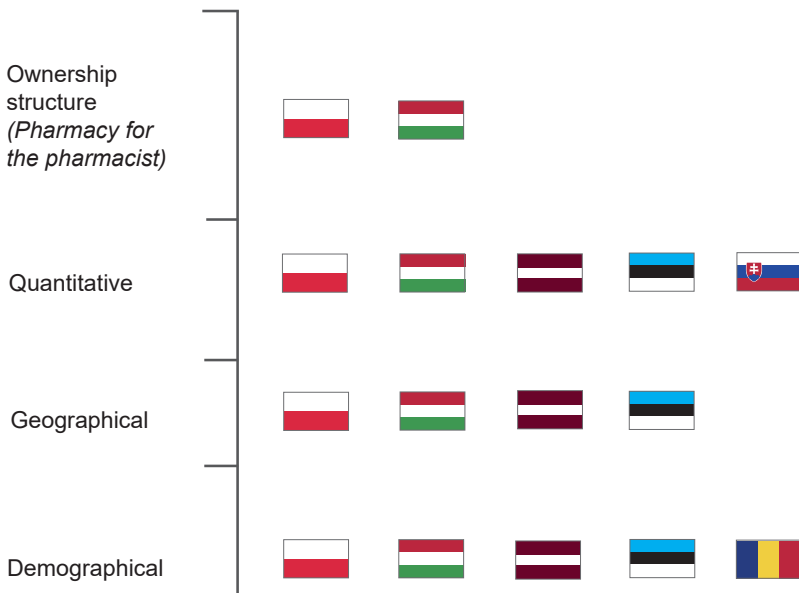 Ownership
structure
(Pharmacy for
the pharmacist)
Quantitative
Geographical
Demographical